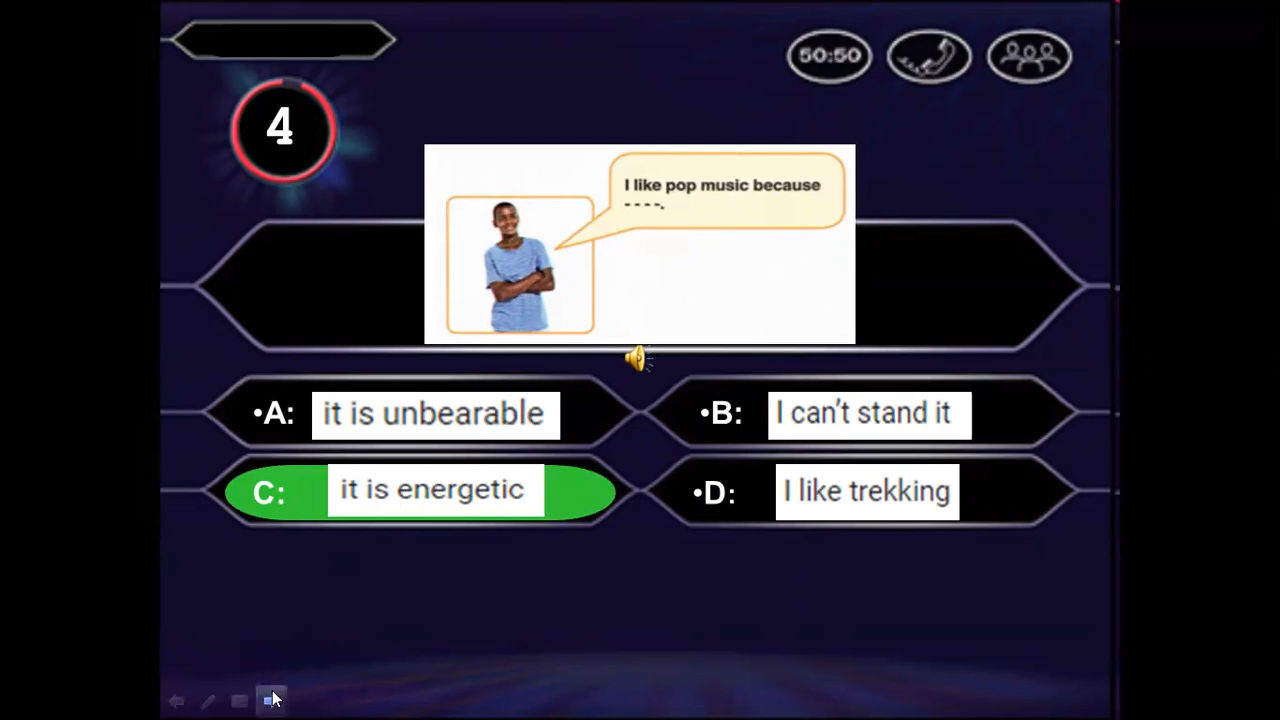 50:50
4
I like pop music because
----.
•A: it is unbearable
•B: I can't stand it
C: it is energetic
•D: I like trekking